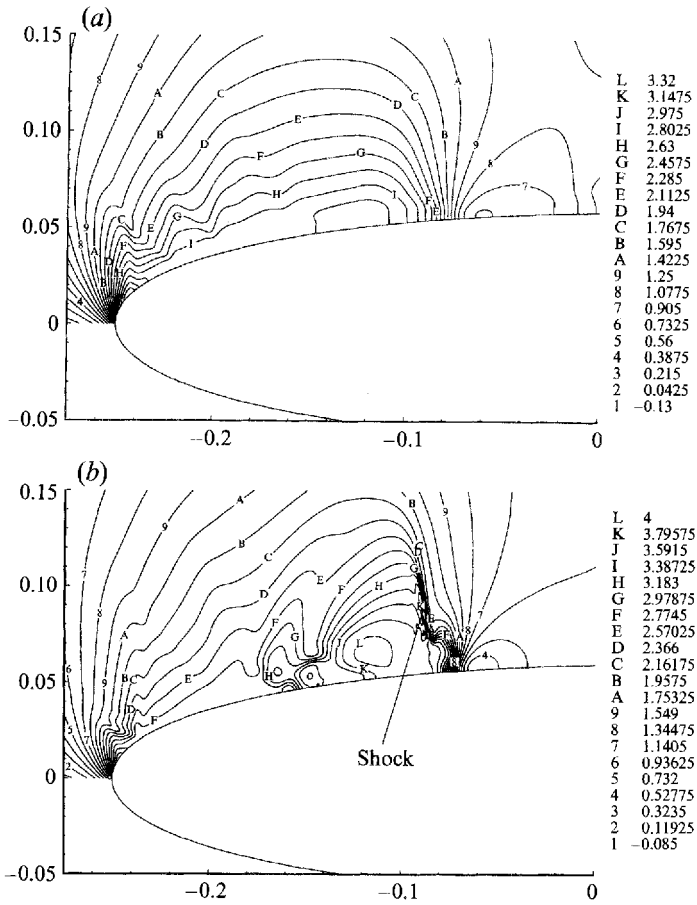 (a)
0.15
0.10
0.05
0
−0.05
−0.2
−0.1
0
L 3.32
K 3.1475
J 2.975
I 2.8025
H 2.63
G 2.4575
F 2.285
E 2.1125
D 1.94
C 1.7675
B 1.595
A 1.4225
9 1.25
8 1.0775
7 0.905
6 0.7325
5 0.56
4 0.3875
3 0.215
2 0.0425
1 −0.13
(b)
0.15
0.10
0.05
0
−0.05
Shock
−0.2
−0.1
0
L 4
K 3.79575
J 3.5915
I 3.38725
H 3.183
G 2.97875
F 2.7745
E 2.57025
D 2.366
C 2.16175
B 1.9575
A 1.75325
9 1.549
8 1.34475
7 1.1405
6 0.93625
5 0.732
4 0.52775
3 0.3235
2 0.11925
1 −0.085